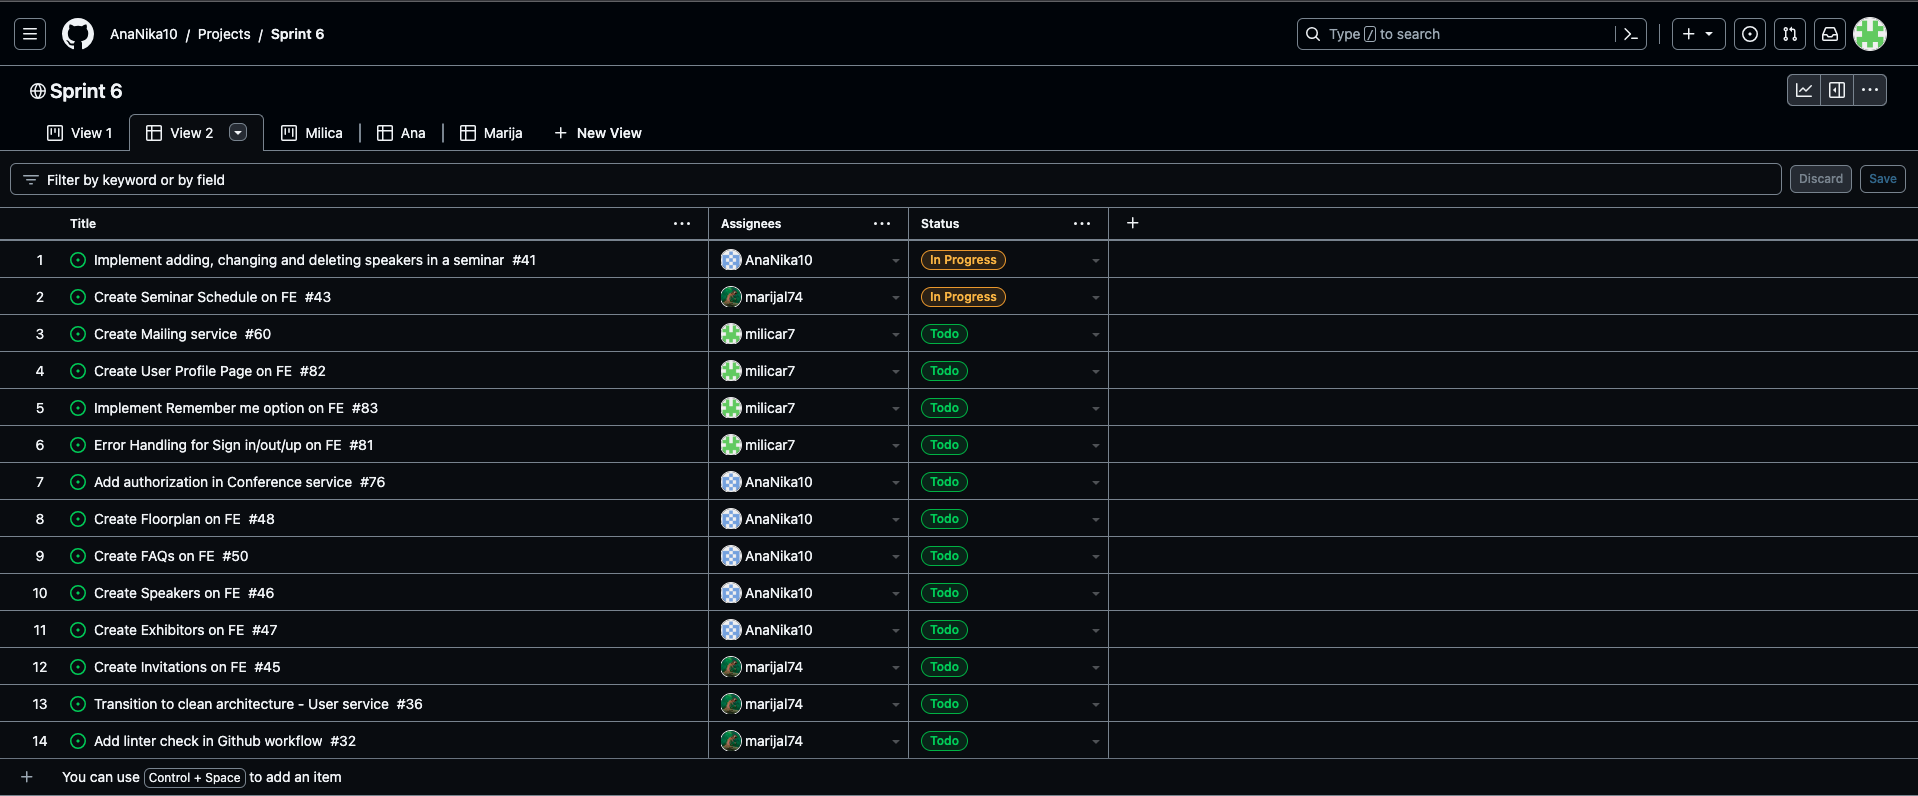 AnaNika10 / Projects / Sprint 6
Type / to search
Sprint 6
View 1 View 2 Milica Ana Marija New View
Filter by keyword or by field Discard Save
Title Assignees Status
1 Implement adding, changing and deleting speakers in a seminar #41 AnaNika10 In Progress
2 Create Seminar Schedule on FE #43 marijal74 In Progress
3 Create Mailing service #60 milicar7 Todo
4 Create User Profile Page on FE #82 milicar7 Todo
5 Implement Remember me option on FE #83 milicar7 Todo
6 Error Handling for Sign in/out/up on FE #81 milicar7 Todo
7 Add authorization in Conference service #76 AnaNika10 Todo
8 Create Floorplan on FE #48 AnaNika10 Todo
9 Create FAQs on FE #50 AnaNika10 Todo
10 Create Speakers on FE #46 AnaNika10 Todo
11 Create Exhibitors on FE #47 AnaNika10 Todo
12 Create Invitations on FE #45 marijal74 Todo
13 Transition to clean architecture - User service #36 marijal74 Todo
14 Add linter check in Github workflow #32 marijal74 Todo
You can use Control + Space to add an item